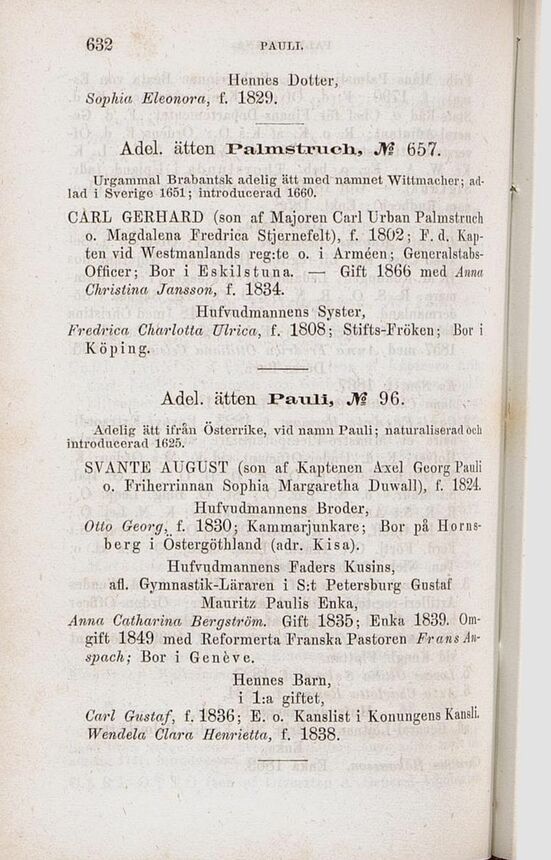 632
PAULI.
Hennes Dotter,
Sophia Eleonora, f. 1829.
Adel. ätten Palmstruch, № 657.
Urgammal Brabantsk adelig ätt med namnet Wittmacher; ad-
lad i Sverige 1651; introducerad 1660.
CARL GERHARD (son af Majoren Carl Urban Palmstruch
o. Magdalena Fredrica Stjernefelt), f. 1802; F. d. Kap-
ten vid Westmanlands reg:te o. i Arméen; Generalstabs-
Officer; Bor i Eskilstuna. — Gift 1866 med Anna
Christina Jansson, f. 1834.
Hufvudmannens Syster,
Fredrica Charlotta Ulrica, f. 1808; Stifts-Fröken; Bor i
Köping.
Adel. ätten Pauli, № 96.
Adelig ätt ifrån Österrike, vid namn Pauli; naturaliserad och
introducerad 1625.
SVANTE AUGUST (son af Kaptenen Axel Georg Pauli
o. Friherrinnan Sophia Margaretha Duwall), f. 1824.
Hufvudmannens Broder,
Otto Georg, f. 1830; Kammarjunkare; Bor på Horns-
berg i Östergöthland (adr. Kisa).
Hufvudmannens Faders Kusins,
afl. Gymnastik-Läraren i S:t Petersburg Gustaf
Mauritz Paulis Enka,
Anna Catharina Bergström. Gift 1835; Enka 1839. Om-
gift 1849 med Reformerta Franska Pastoren Frans An-
spach; Bor i Genève.
Hennes Barn,
i 1:a giftet,
Carl Gustaf, f. 1836; E. o. Kanslist i Konungens Kansli.
Wendela Clara Henrietta, f. 1838.